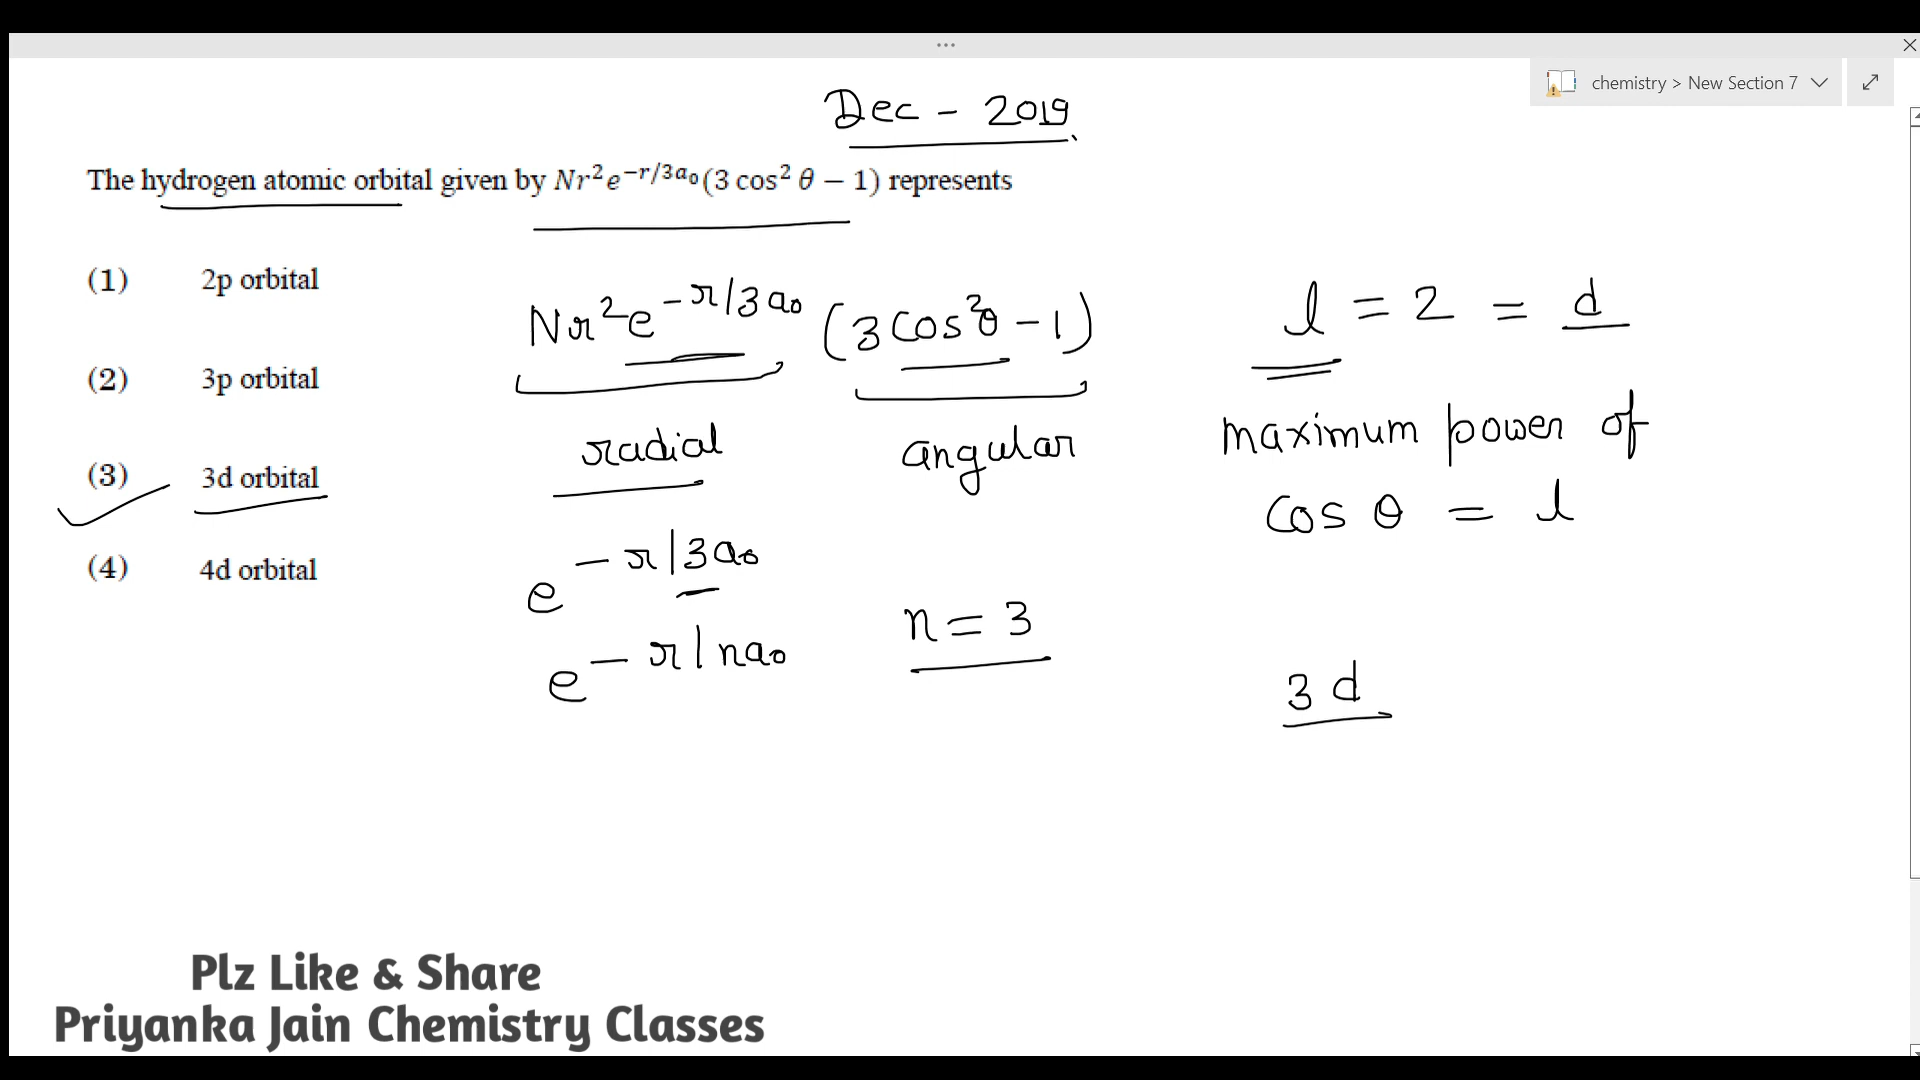 chemistry > New Section 7
Dec - 2019
The hydrogen atomic orbital given by Nr²e^{-r/3a₀}(3 cos² θ − 1) represents
(1) 2p orbital
(2) 3p orbital
(3) 3d orbital
(4) 4d orbital
Nr²e^{-r/3a₀} (3 cos²θ - 1)
radial
angular
e^{-r/3a₀}
e^{-r/na₀}
n = 3
l = 2 = d
maximum power of
cos θ = l
3d
Plz Like & Share
Priyanka Jain Chemistry Classes